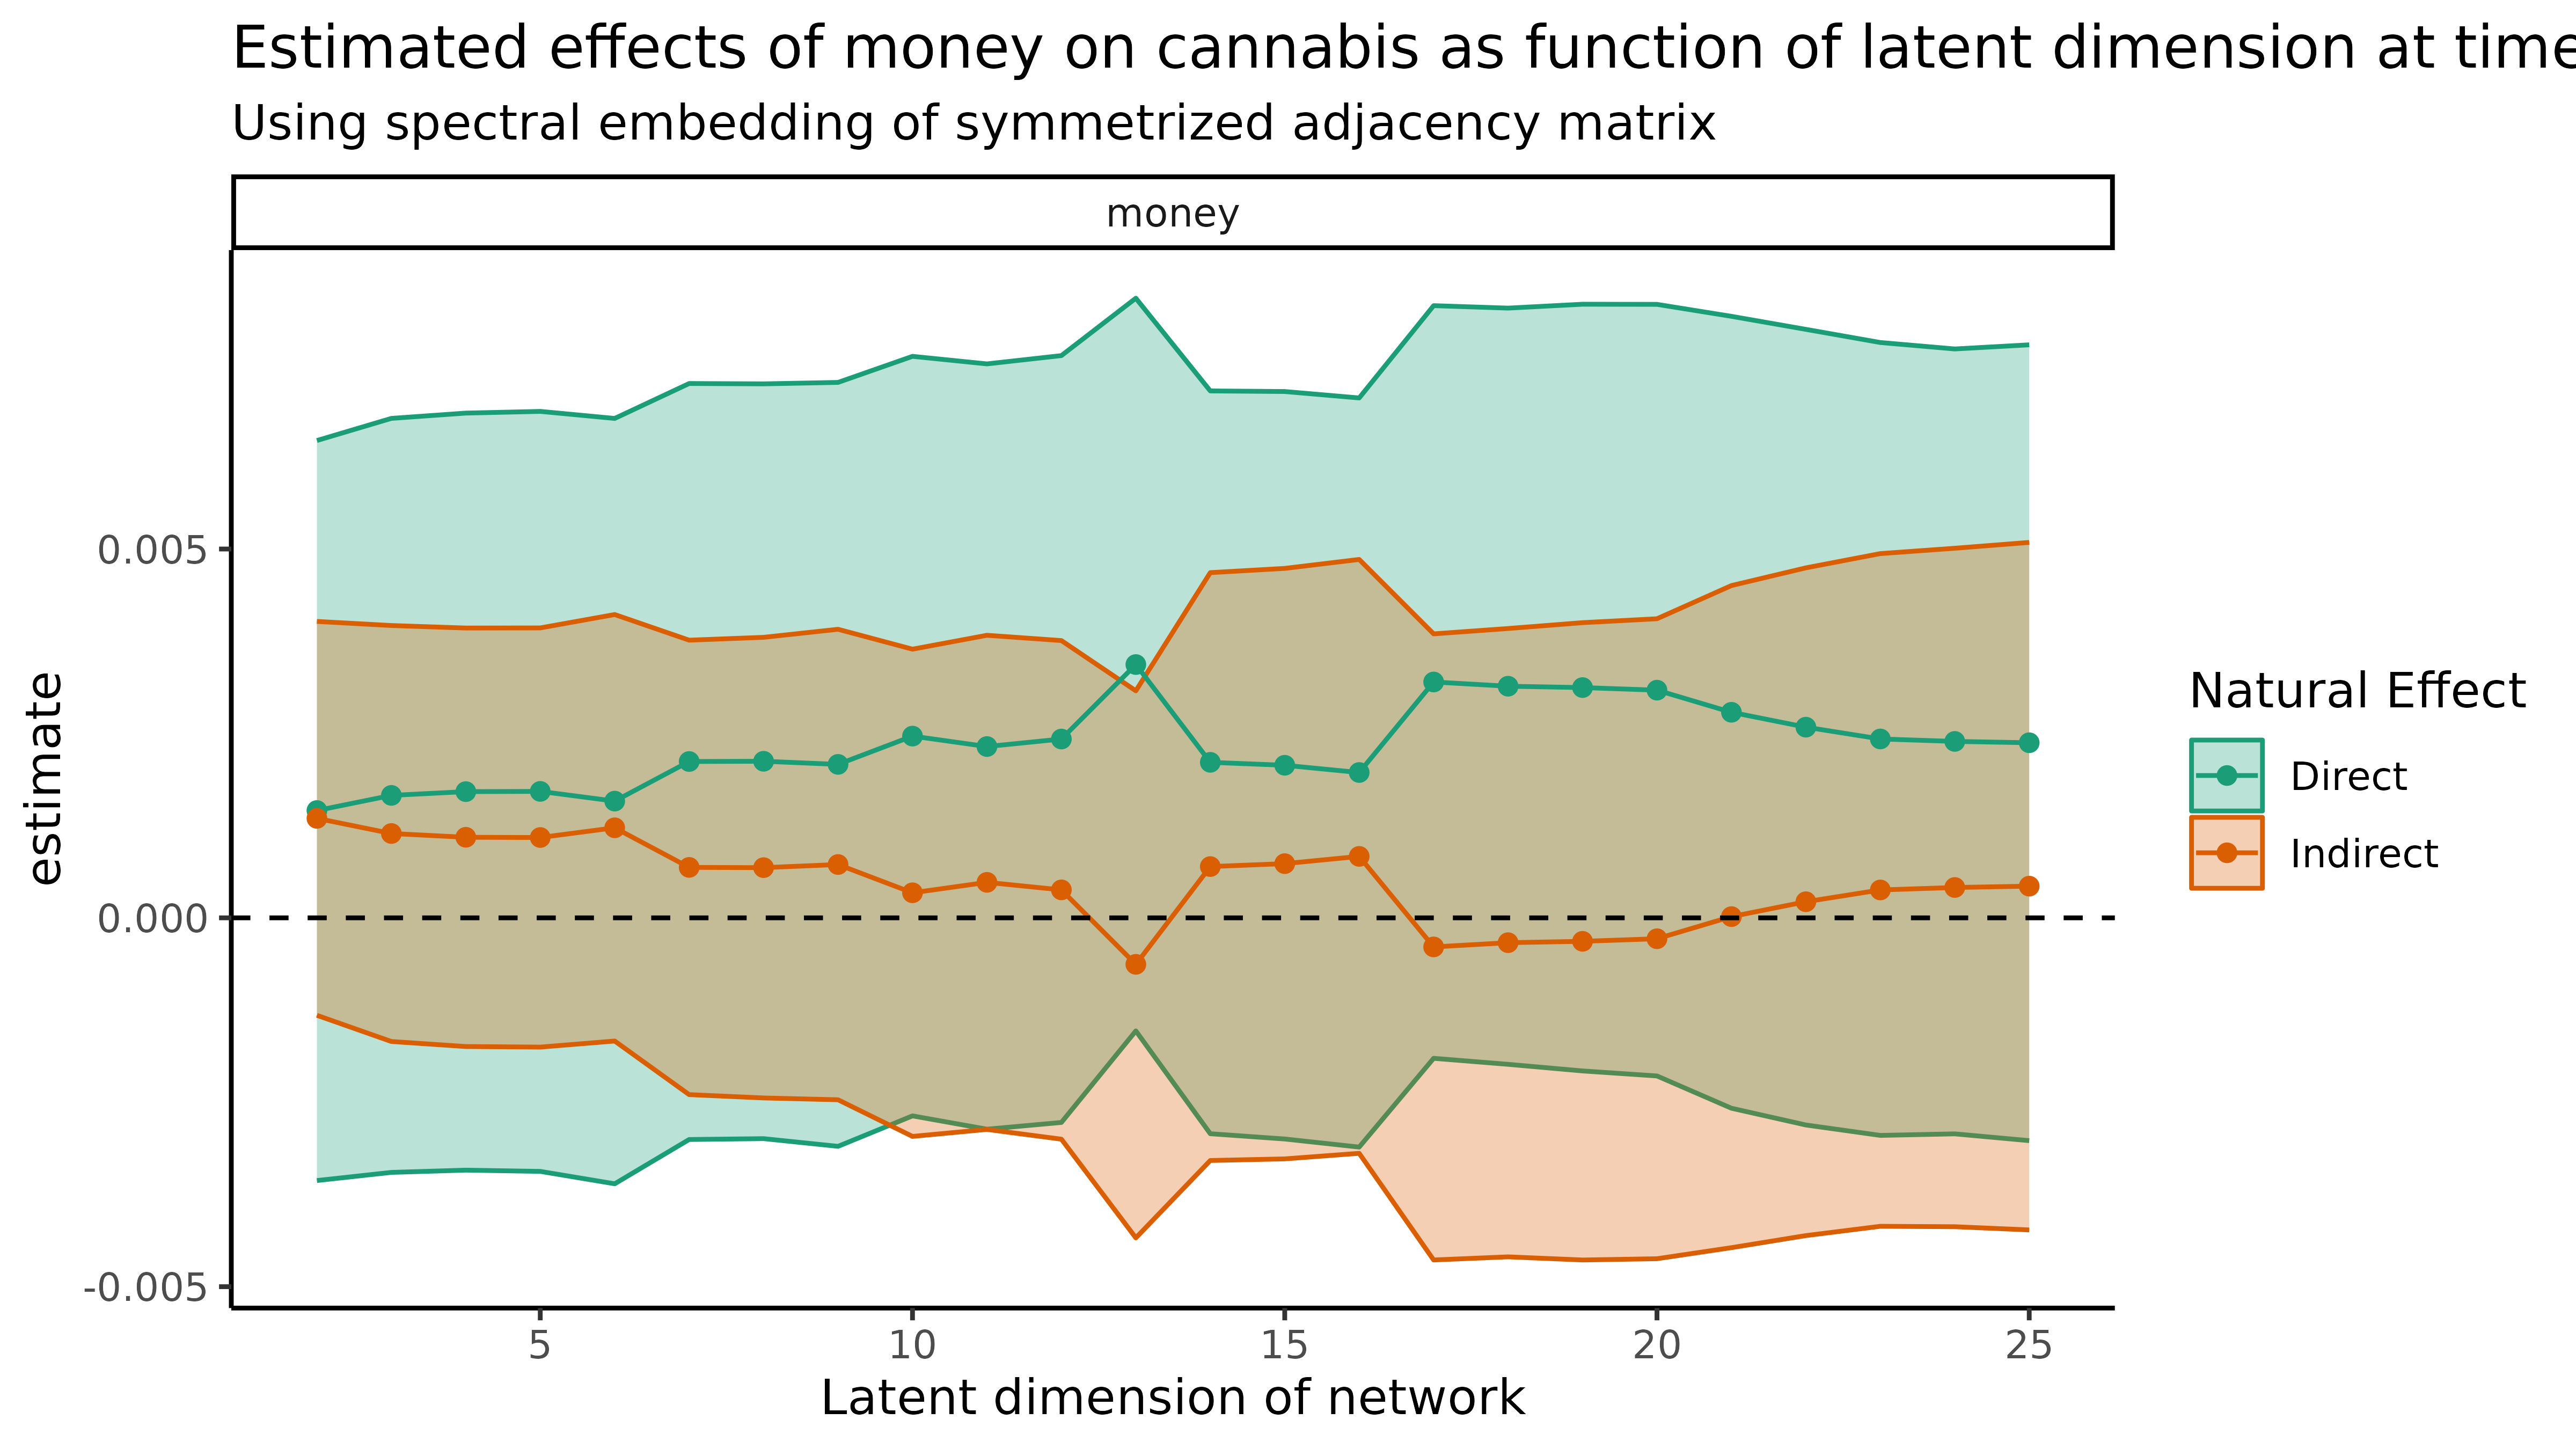 Estimated effects of money on cannabis as function of latent dimension at time
Using spectral embedding of symmetrized adjacency matrix
money
estimate
0.005
0.000
-0.005
5 10 15 20 25
Latent dimension of network
Natural Effect
Direct
Indirect